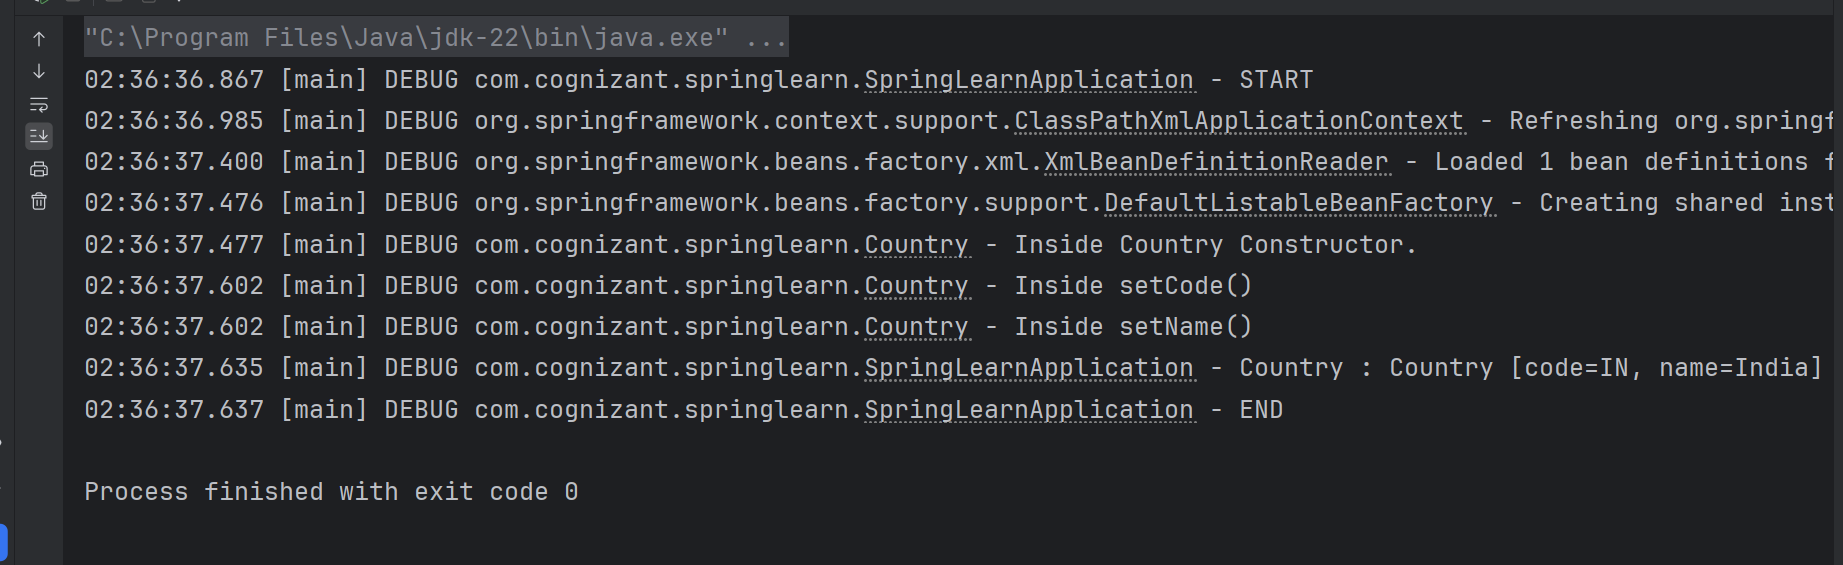 "C:\Program Files\Java\jdk-22\bin\java.exe" ...
02:36:36.867 [main] DEBUG com.cognizant.springlearn.SpringLearnApplication - START
02:36:36.985 [main] DEBUG org.springframework.context.support.ClassPathXmlApplicationContext - Refreshing org.springf
02:36:37.400 [main] DEBUG org.springframework.beans.factory.xml.XmlBeanDefinitionReader - Loaded 1 bean definitions f
02:36:37.476 [main] DEBUG org.springframework.beans.factory.support.DefaultListableBeanFactory - Creating shared inst
02:36:37.477 [main] DEBUG com.cognizant.springlearn.Country - Inside Country Constructor.
02:36:37.602 [main] DEBUG com.cognizant.springlearn.Country - Inside setCode()
02:36:37.602 [main] DEBUG com.cognizant.springlearn.Country - Inside setName()
02:36:37.635 [main] DEBUG com.cognizant.springlearn.SpringLearnApplication - Country : Country [code=IN, name=India]
02:36:37.637 [main] DEBUG com.cognizant.springlearn.SpringLearnApplication - END
Process finished with exit code 0